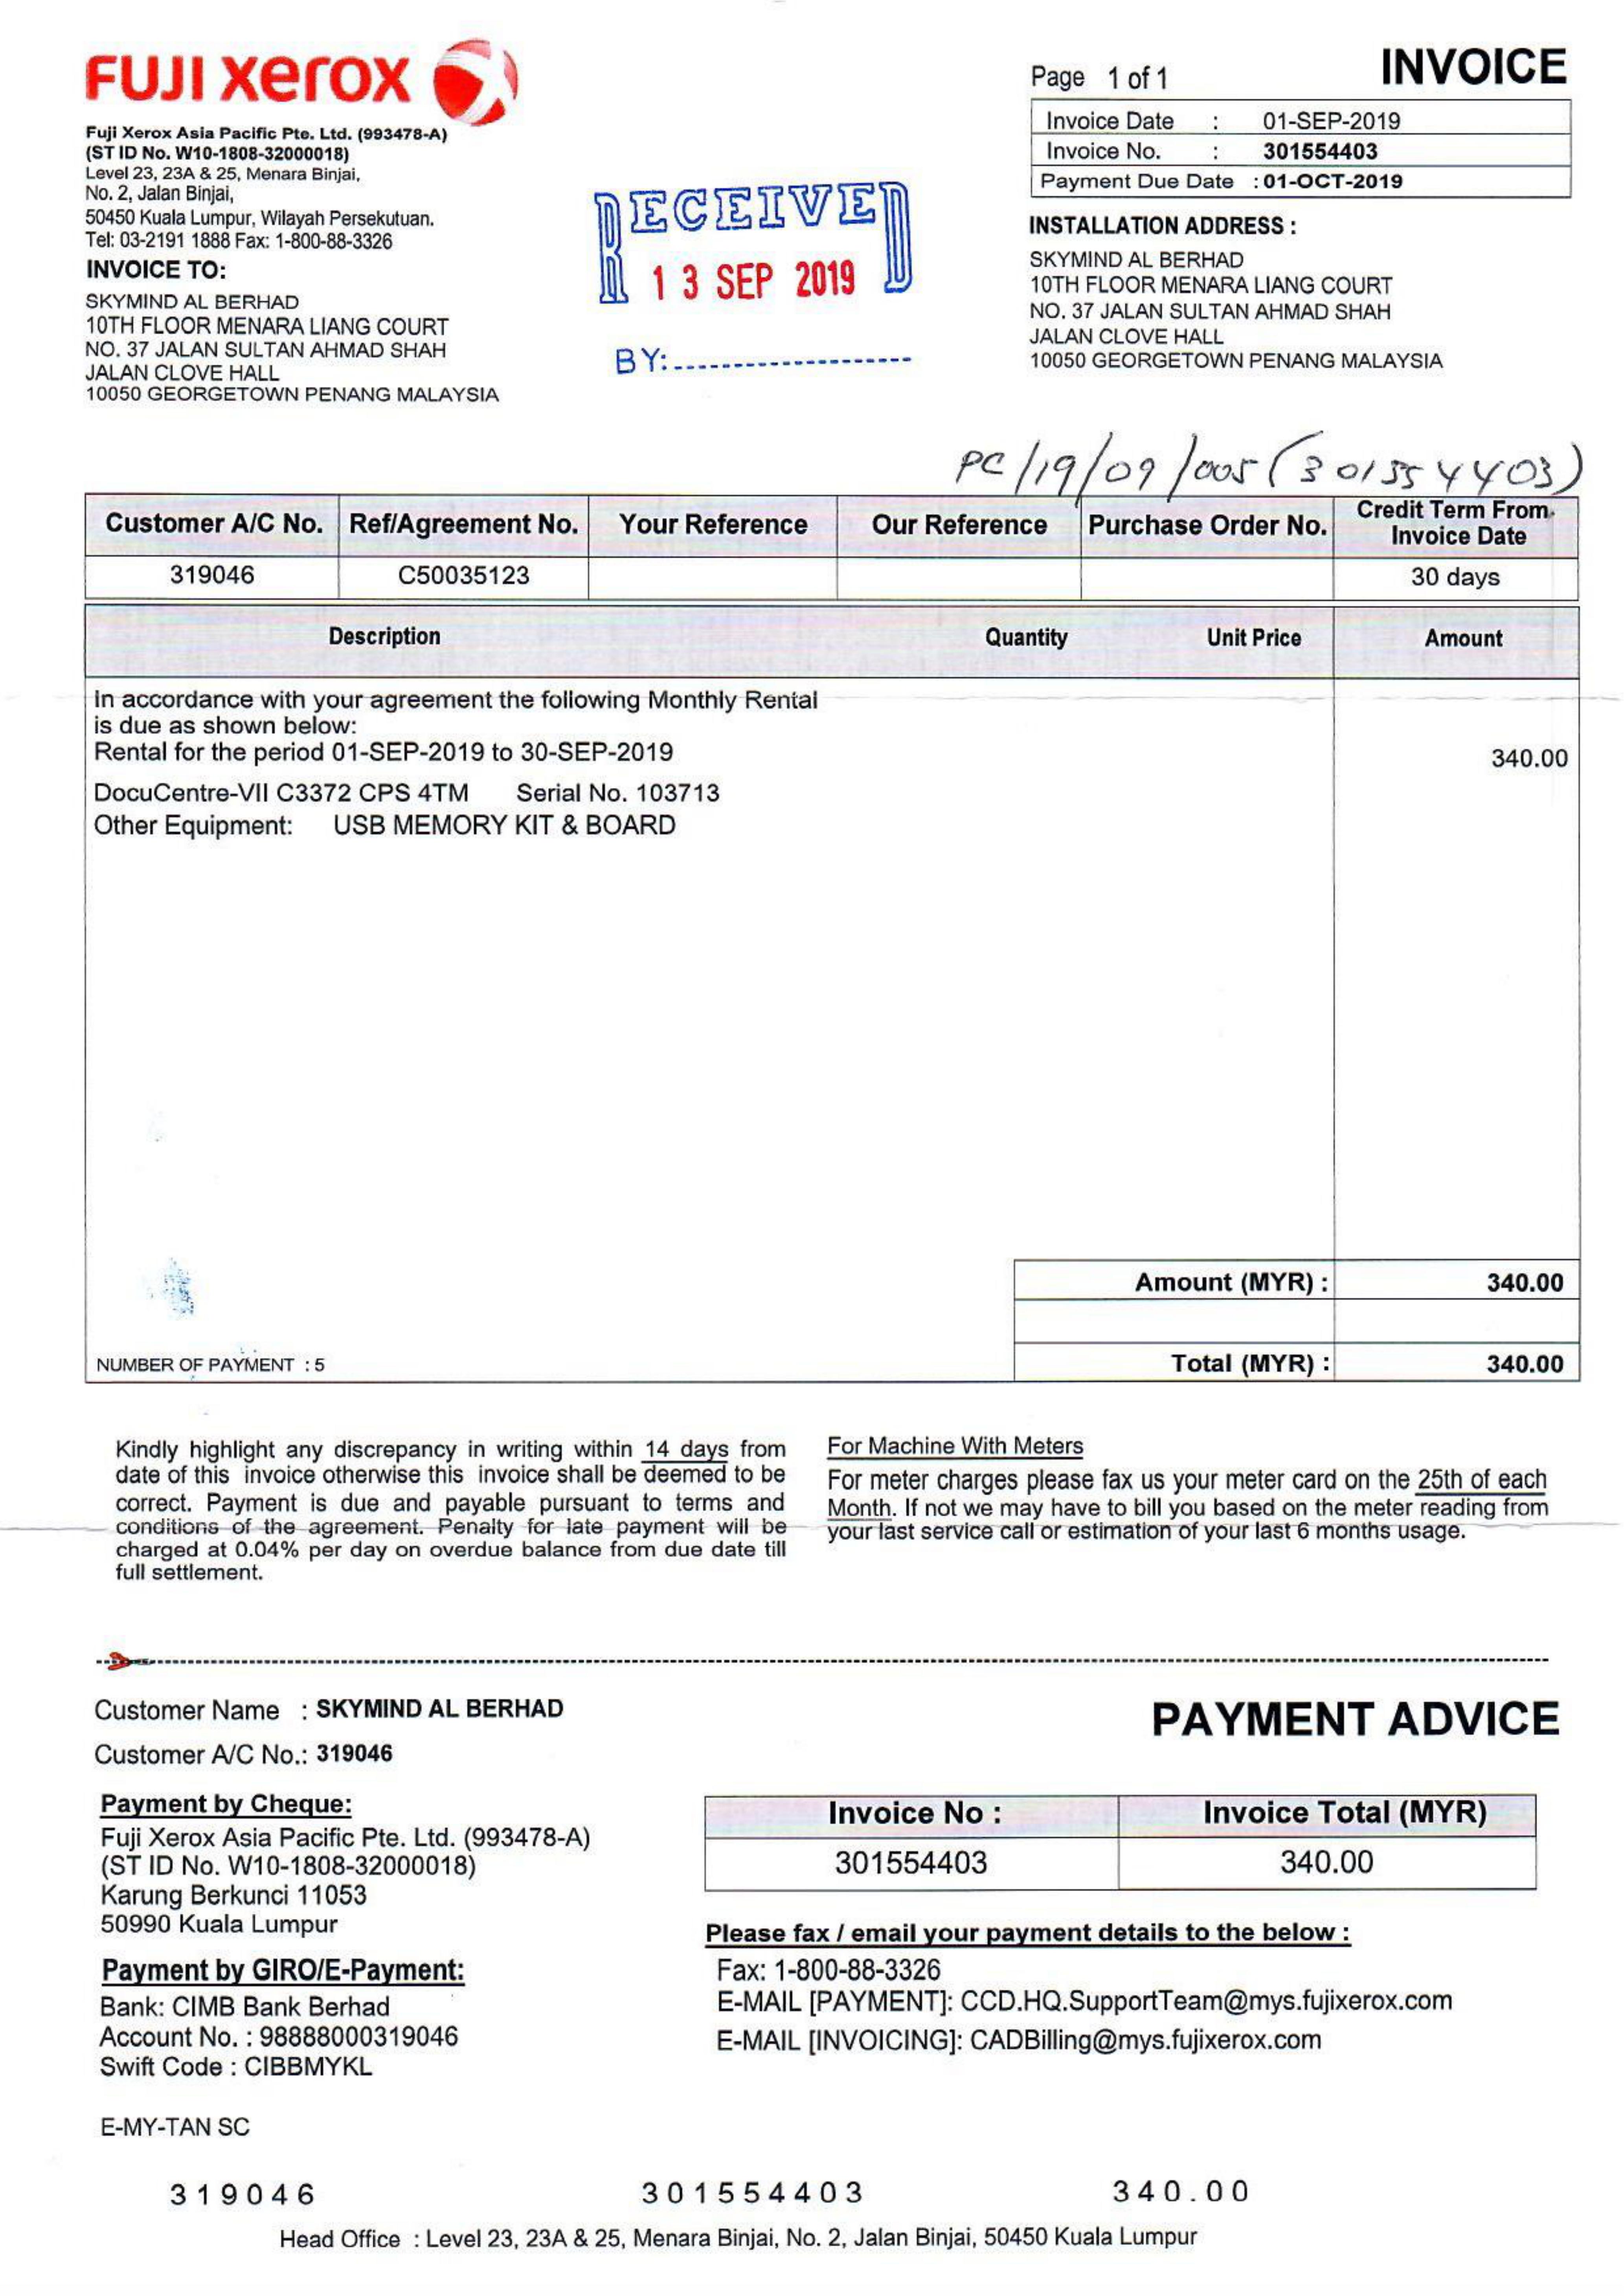 FUJI xerox
Fuji Xerox Asia Pacific Pte. Ltd. (993478-A)
(ST ID No. W10-1808-32000018)
Level 23, 23A & 25, Menara Binjai,
No. 2, Jalan Binjai,
50450 Kuala Lumpur, Wilayah Persekutuan.
Tel: 03-2191 1888 Fax: 1-800-88-3326
INVOICE TO:
SKYMIND AL BERHAD
10TH FLOOR MENARA LIANG COURT
NO. 37 JALAN SULTAN AHMAD SHAH
JALAN CLOVE HALL
10050 GEORGETOWN PENANG MALAYSIA
RECEIVED
13 SEP 2019
BY:
Page 1 of 1
INVOICE
Invoice Date : 01-SEP-2019
Invoice No. : 301554403
Payment Due Date : 01-OCT-2019
INSTALLATION ADDRESS :
SKYMIND AL BERHAD
10TH FLOOR MENARA LIANG COURT
NO. 37 JALAN SULTAN AHMAD SHAH
JALAN CLOVE HALL
10050 GEORGETOWN PENANG MALAYSIA
PC/19/09/005 (301554403)
Customer A/C No. Ref/Agreement No. Your Reference Our Reference Purchase Order No. Credit Term From Invoice Date
319046 C50035123 30 days
Description Quantity Unit Price Amount
In accordance with your agreement the following Monthly Rental
is due as shown below:
Rental for the period 01-SEP-2019 to 30-SEP-2019 340.00
DocuCentre-VII C3372 CPS 4TM Serial No. 103713
Other Equipment: USB MEMORY KIT & BOARD
Amount (MYR) : 340.00
NUMBER OF PAYMENT : 5 Total (MYR) : 340.00
Kindly highlight any discrepancy in writing within 14 days from
date of this invoice otherwise this invoice shall be deemed to be
correct. Payment is due and payable pursuant to terms and
conditions of the agreement. Penalty for late payment will be
charged at 0.04% per day on overdue balance from due date till
full settlement.
For Machine With Meters
For meter charges please fax us your meter card on the 25th of each
Month. If not we may have to bill you based on the meter reading from
your last service call or estimation of your last 6 months usage.
Customer Name : SKYMIND AL BERHAD
Customer A/C No.: 319046
PAYMENT ADVICE
Payment by Cheque:
Fuji Xerox Asia Pacific Pte. Ltd. (993478-A)
(ST ID No. W10-1808-32000018)
Karung Berkunci 11053
50990 Kuala Lumpur
Payment by GIRO/E-Payment:
Bank: CIMB Bank Berhad
Account No. : 98888000319046
Swift Code : CIBBMYKL
E-MY-TAN SC
Invoice No : Invoice Total (MYR)
301554403 340.00
Please fax / email your payment details to the below :
Fax: 1-800-88-3326
E-MAIL [PAYMENT]: CCD.HQ.SupportTeam@mys.fujixerox.com
E-MAIL [INVOICING]: CADBilling@mys.fujixerox.com
319046 301554403 340.00
Head Office : Level 23, 23A & 25, Menara Binjai, No. 2, Jalan Binjai, 50450 Kuala Lumpur